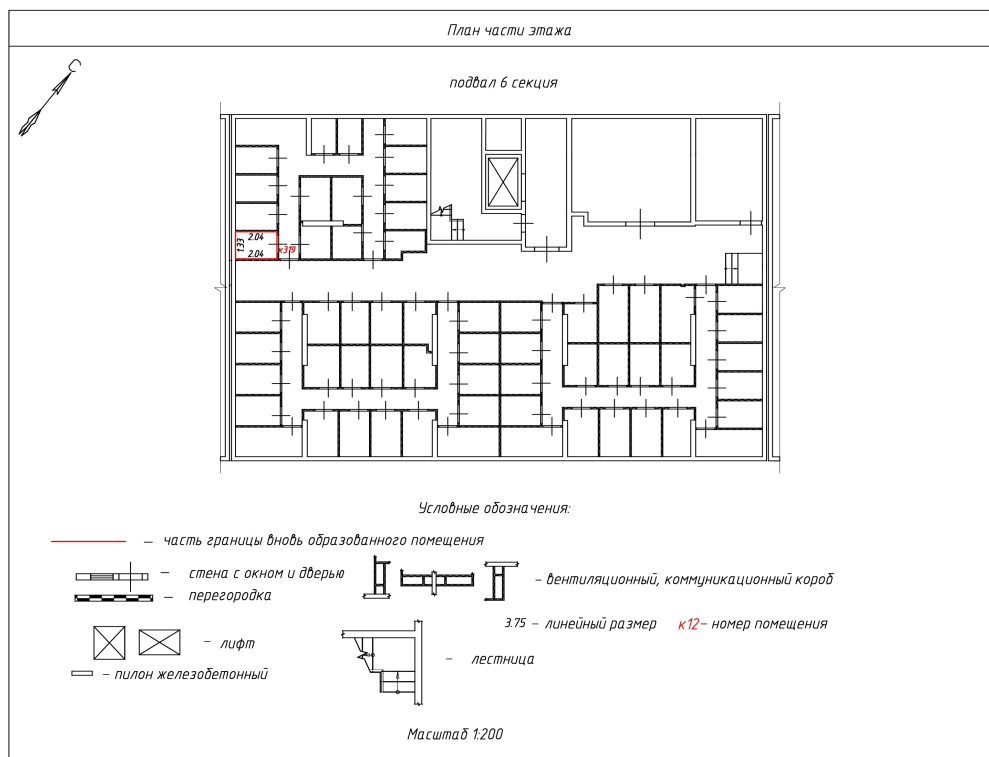 План части этажа
С
подвал 6 секция
2.04
1.33
к319
2.04
Условные обозначения:
— часть границы вновь образованного помещения
— стена с окном и дверью
— перегородка
– вентиляционный, коммуникационный короб
3.75 – линейный размер к12– номер помещения
– лифт
– лестница
– пилон железобетонный
Масштаб 1:200